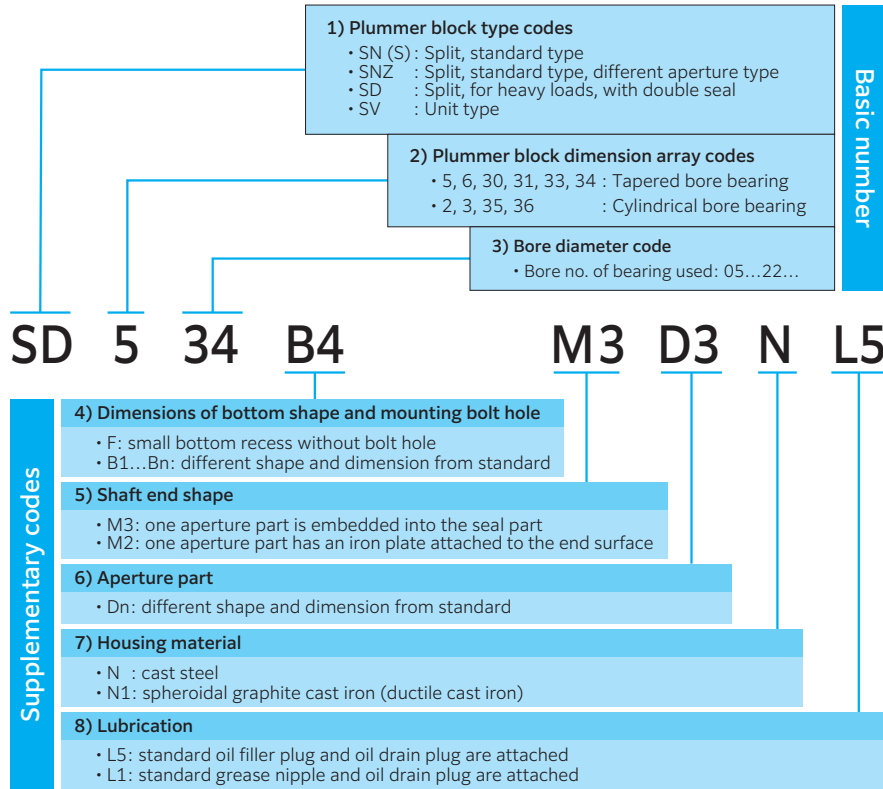 1) Plummer block type codes
• SN (S) : Split, standard type
• SNZ : Split, standard type, different aperture type
• SD : Split, for heavy loads, with double seal
• SV : Unit type
2) Plummer block dimension array codes
• 5, 6, 30, 31, 33, 34 : Tapered bore bearing
• 2, 3, 35, 36 : Cylindrical bore bearing
3) Bore diameter code
• Bore no. of bearing used: 05...22...
Basic number
SD 5 34 B4 M3 D3 N L5
Supplementary codes
4) Dimensions of bottom shape and mounting bolt hole
• F: small bottom recess without bolt hole
• B1...Bn: different shape and dimension from standard
5) Shaft end shape
• M3: one aperture part is embedded into the seal part
• M2: one aperture part has an iron plate attached to the end surface
6) Aperture part
• Dn: different shape and dimension from standard
7) Housing material
• N : cast steel
• N1: spheroidal graphite cast iron (ductile cast iron)
8) Lubrication
• L5: standard oil filler plug and oil drain plug are attached
• L1: standard grease nipple and oil drain plug are attached